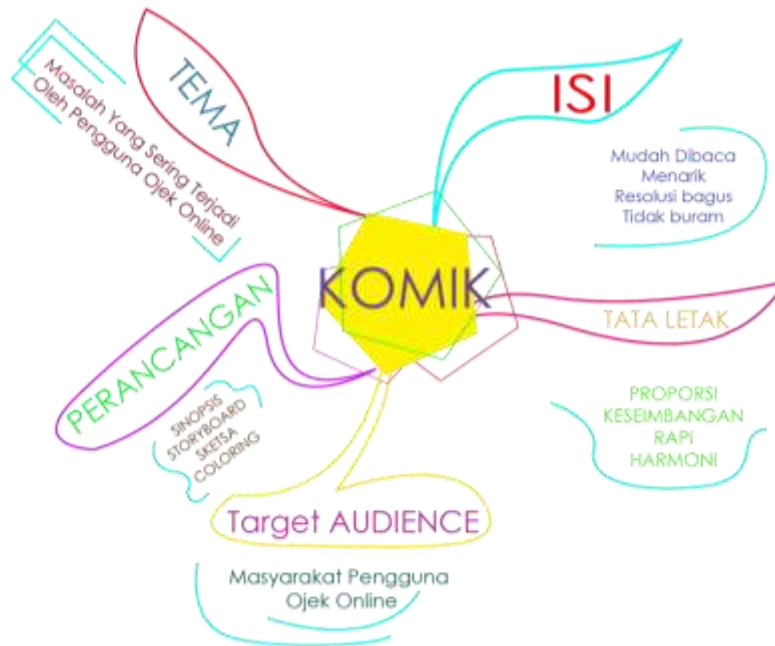 TEMA
Masalah Yang Sering Terjadi
Oleh Pengguna Ojek Online
ISI
Mudah Dibaca
Menarik
Resolusi bagus
Tidak buram
KOMIK
TATA LETAK
PROPORSI
KESEIMBANGAN
RAPI
HARMONI
PERANCANGAN
SINOPSIS
STORYBOARD
SKETSA
COLORING
Target AUDIENCE
Masyarakat Pengguna
Ojek Online